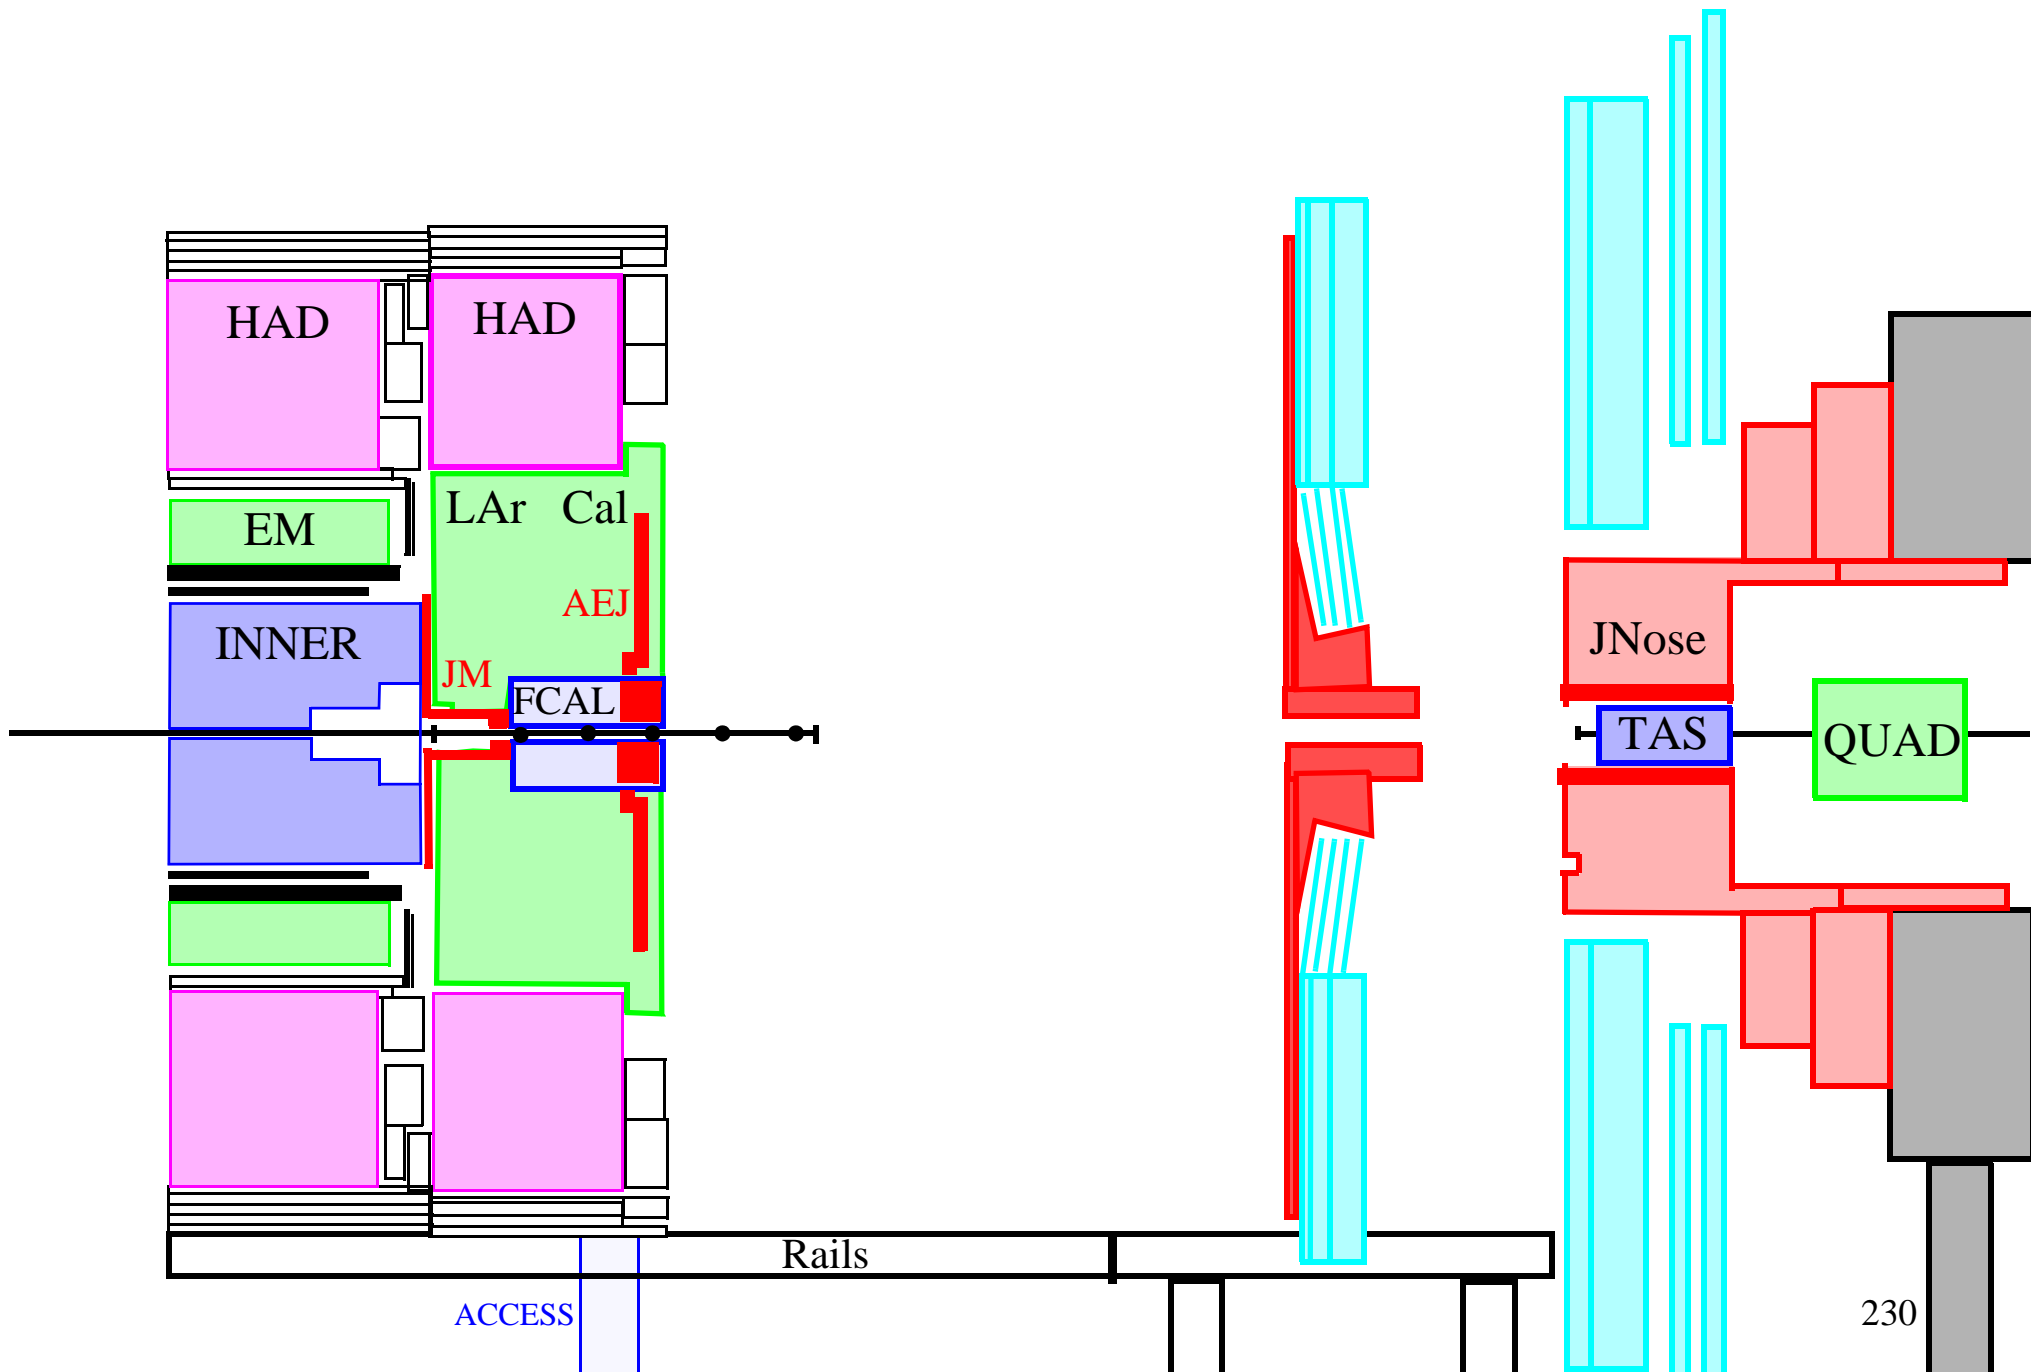 HAD HAD
LAr Cal
EM
AEJ
INNER
JNose
JM
FCAL
TAS
QUAD
Rails
ACCESS
230